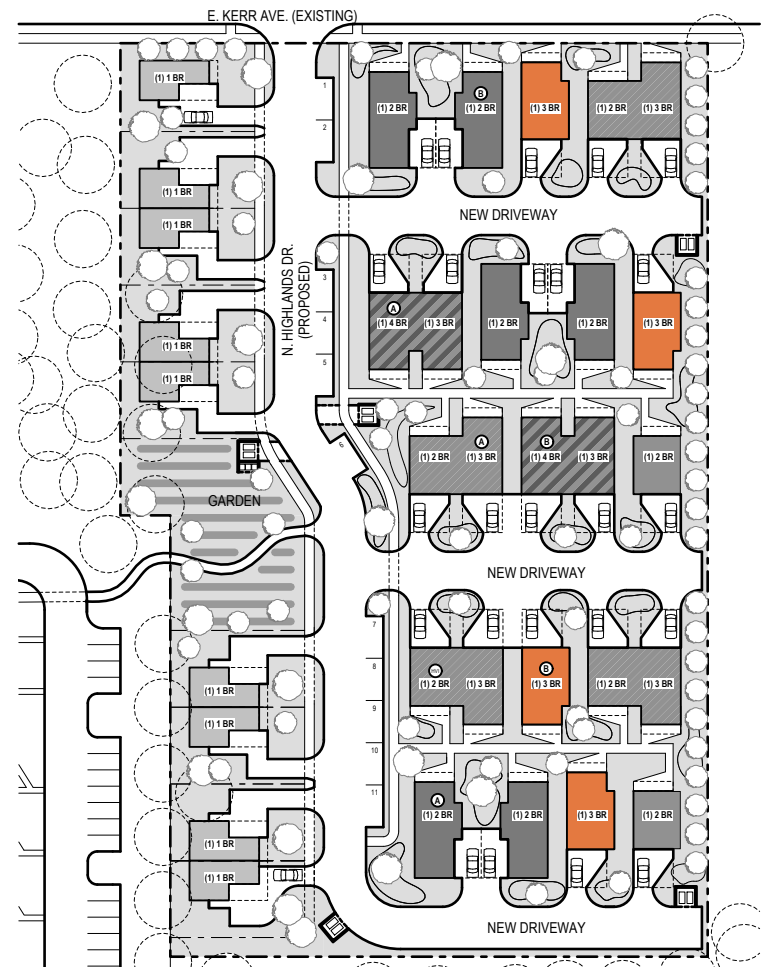 E. KERR AVE. (EXISTING)
(1) 1 BR
1
2
(1) 2 BR
B
(1) 2 BR
(1) 3 BR
(1) 2 BR
(1) 3 BR
(1) 1 BR
(1) 1 BR
NEW DRIVEWAY
N. HIGHLANDS DR.
(PROPOSED)
3
4
5
A
(1) 4 BR
(1) 3 BR
(1) 2 BR
(1) 2 BR
(1) 3 BR
(1) 1 BR
(1) 1 BR
6
A
(1) 2 BR
(1) 3 BR
B
(1) 4 BR
(1) 3 BR
(1) 2 BR
GARDEN
NEW DRIVEWAY
7
8
9
10
11
(1) 2 BR
(1) 3 BR
B
(1) 3 BR
(1) 2 BR
(1) 3 BR
(1) 1 BR
(1) 1 BR
A
(1) 2 BR
(1) 2 BR
(1) 3 BR
(1) 2 BR
(1) 1 BR
(1) 1 BR
NEW DRIVEWAY